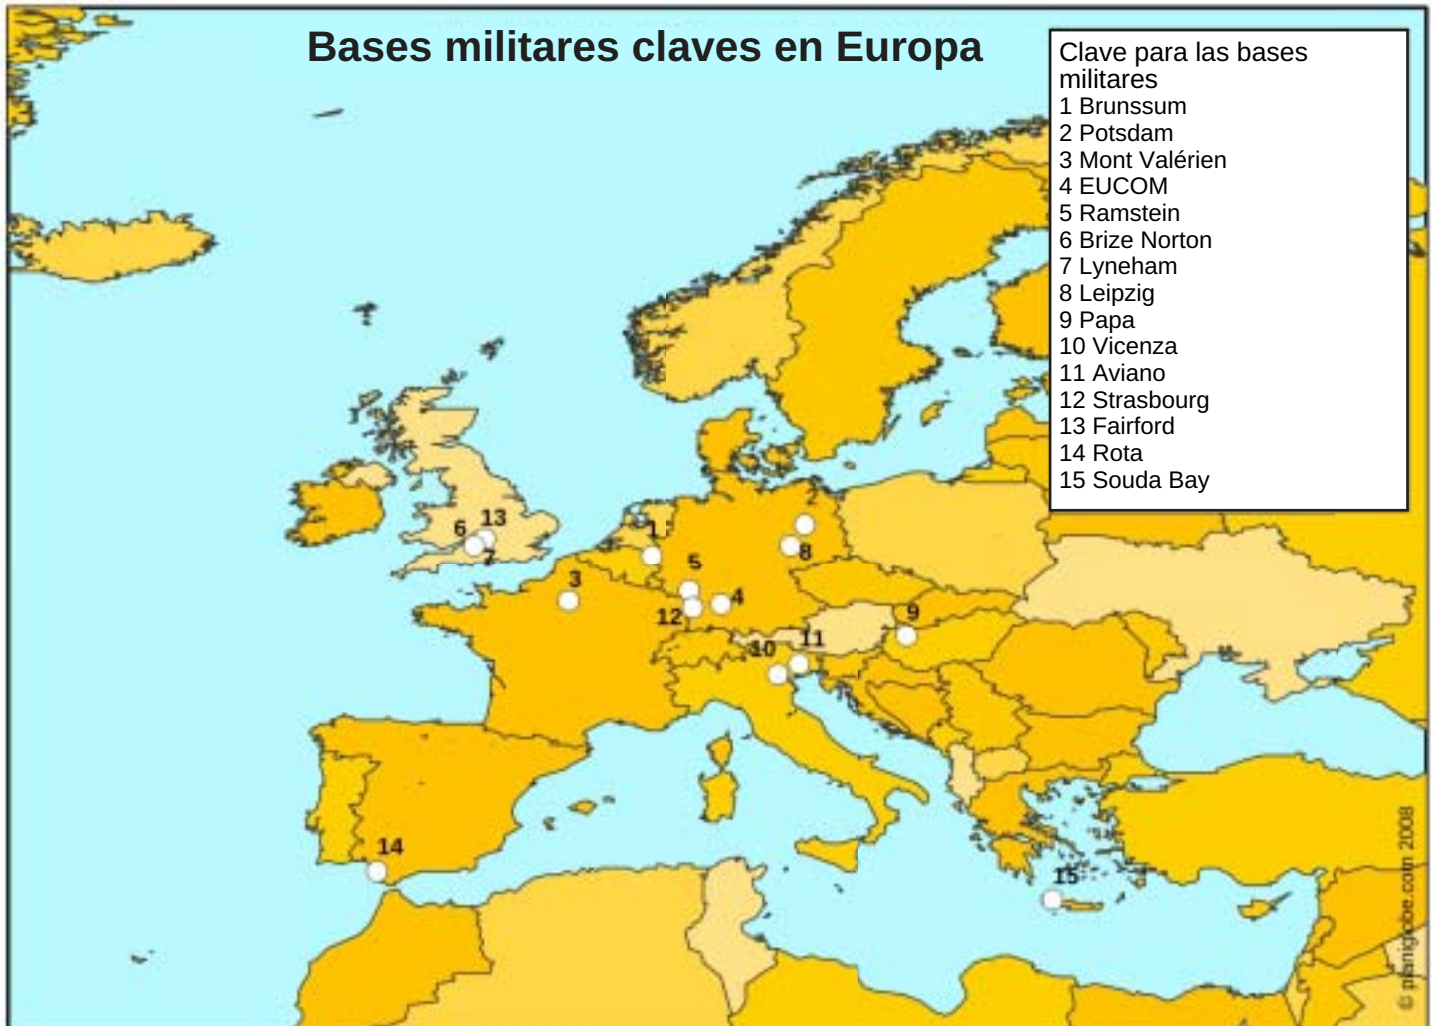 Bases militares claves en Europa
Clave para las bases
militares
1 Brunssum
2 Potsdam
3 Mont Valérien
4 EUCOM
5 Ramstein
6 Brize Norton
7 Lyneham
8 Leipzig
9 Papa
10 Vicenza
11 Aviano
12 Strasbourg
13 Fairford
14 Rota
15 Souda Bay
2
6
13
1
7
8
5
3
4
12
9
11
10
14
15
© planiglobe.com 2008